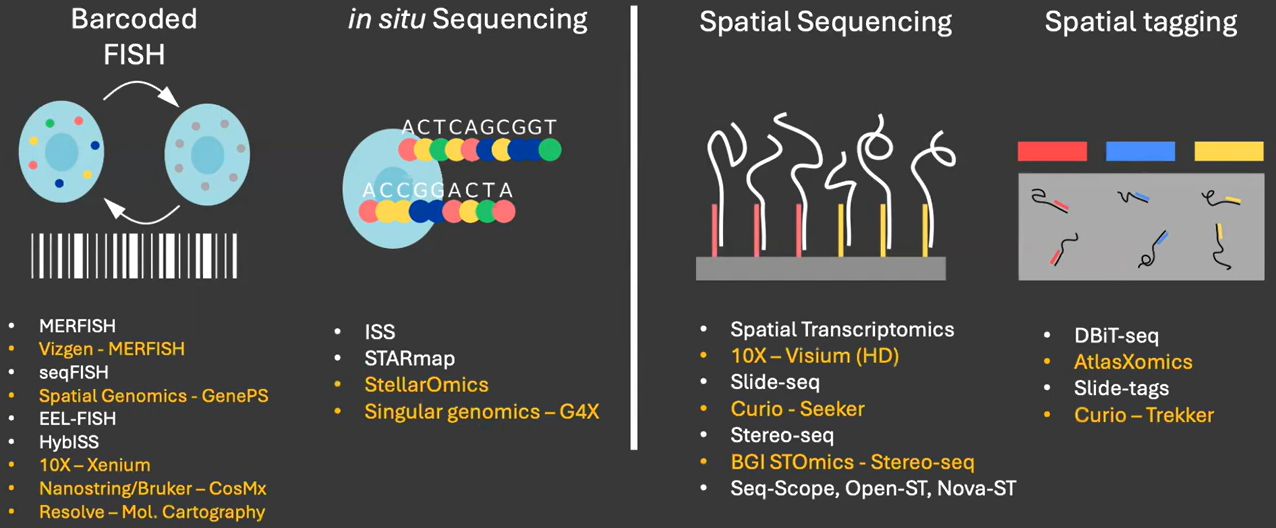 Barcoded
FISH
MERFISH
Vizgen - MERFISH
seqFISH
Spatial Genomics - GenePS
EEL-FISH
HybISS
10X – Xenium
Nanostring/Bruker – CosMx
Resolve – Mol. Cartography
in situ Sequencing
ACTCAGCGGT
ACCGGACTA
ISS
STARmap
StellarOmics
Singular genomics – G4X
Spatial Sequencing
Spatial Transcriptomics
10X – Visium (HD)
Slide-seq
Curio - Seeker
Stereo-seq
BGI STOmics - Stereo-seq
Seq-Scope, Open-ST, Nova-ST
Spatial tagging
DBiT-seq
AtlasXomics
Slide-tags
Curio – Trekker